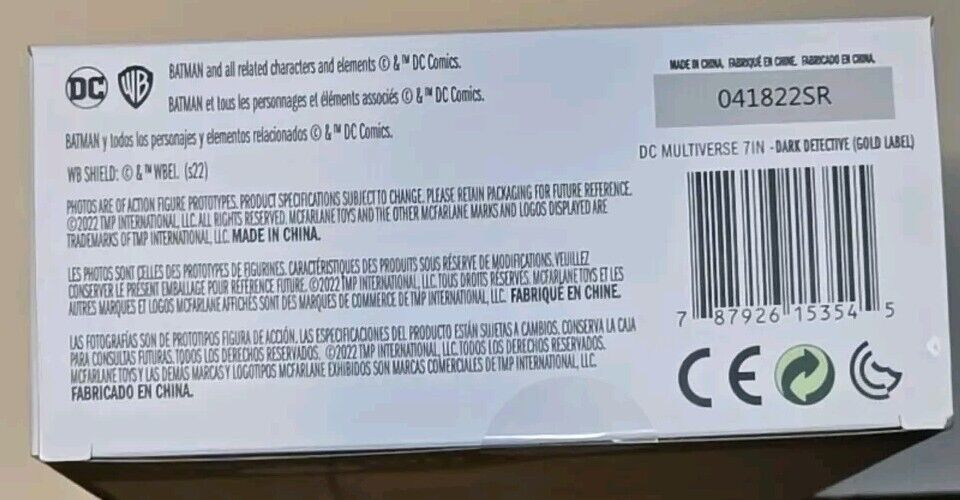 DC
WB
BATMAN and all related characters and elements © & ™ DC Comics.
BATMAN et tous les personnages et éléments associés © & ™ DC Comics.
BATMAN y todos los personajes y elementos relacionados © & ™ DC Comics.
WB SHIELD: © & ™ WBEI. (s22)
PHOTOS ARE OF ACTION FIGURE PROTOTYPES. PRODUCT SPECIFICATIONS SUBJECT TO CHANGE. PLEASE RETAIN PACKAGING FOR FUTURE REFERENCE.
©2022 TMP INTERNATIONAL, LLC. ALL RIGHTS RESERVED. MCFARLANE TOYS AND THE OTHER MCFARLANE MARKS AND LOGOS DISPLAYED ARE
TRADEMARKS OF TMP INTERNATIONAL, LLC. MADE IN CHINA.
LES PHOTOS SONT CELLES DES PROTOTYPES DE FIGURINES. CARACTÉRISTIQUES DES PRODUITS SOUS RÉSERVE DE MODIFICATIONS. VEUILLEZ
CONSERVER LE PRESENT EMBALLAGE POUR RÉFÉRENCE FUTURE. ©2022 TMP INTERNATIONAL, LLC. TOUS DROITS RESERVÉS. MCFARLANE TOYS ET LES
AUTRES MARQUES ET LOGOS MCFARLANE AFFICHÉS SONT DES MARQUES DE COMMERCE DE TMP INTERNATIONAL, LLC. FABRIQUÉ EN CHINE.
LAS FOTOGRAFÍAS SON DE PROTOTIPOS FIGURA DE ACCIÓN. LAS ESPECIFICACIONES DEL PRODUCTO ESTÁN SUJETAS A CAMBIOS. CONSERVA LA CAJA
PARA CONSULTAS FUTURAS. TODOS LOS DERECHOS RESERVADOS. ©2022 TMP INTERNATIONAL, LLC. TODOS LOS DERECHOS RESERVADOS.
MCFARLANE TOYS Y LAS DEMAS MARCAS Y LOGOTIPOS MCFARLANE EXHIBIDOS SON MARCAS COMERCIALES DE TMP INTERNATIONAL, LLC.
FABRICADO EN CHINA.
MADE IN CHINA. FABRIQUÉ EN CHINE. FABRICADO EN CHINA.
041822SR
DC MULTIVERSE 7IN - DARK DETECTIVE (GOLD LABEL)
7 87926 15354 5
CE